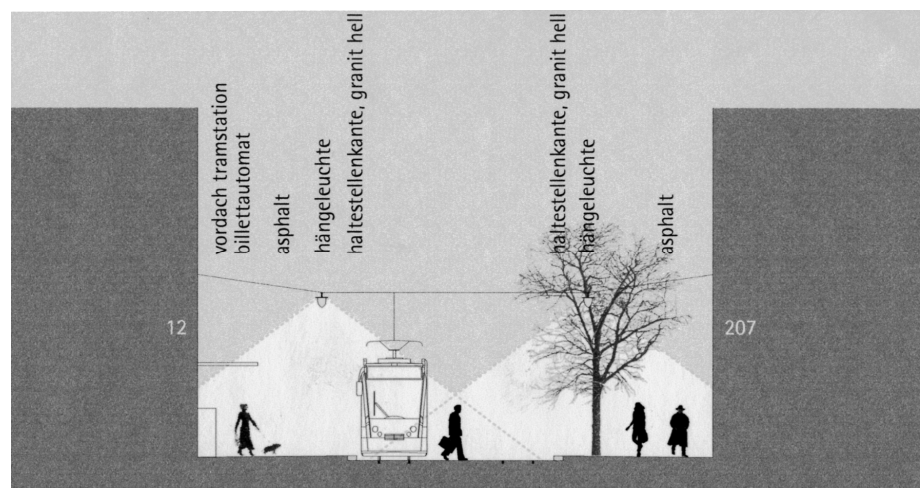 vordach tramstation
billettautomat
asphalt
hängeleuchte
haltestellenkante, granit hell
haltestellenkante, granit hell
hängeleuchte
asphalt
12
207